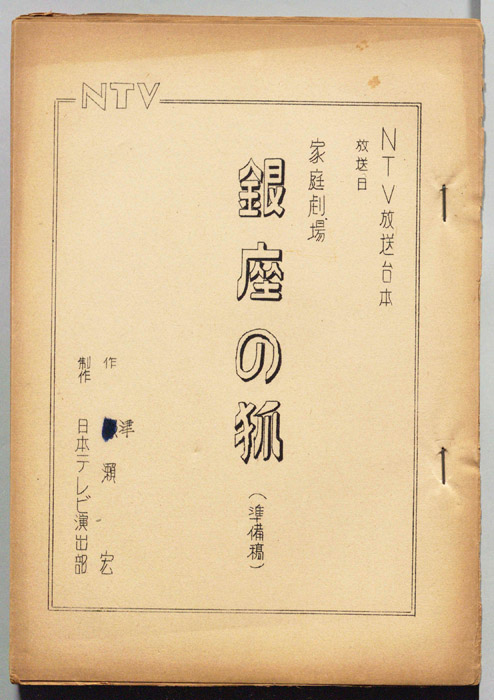 NTV
NTV放送台本
放送日
家庭劇場
銀座の狐
(準備稿)
作 津瀬宏
制作 日本テレビ演出部